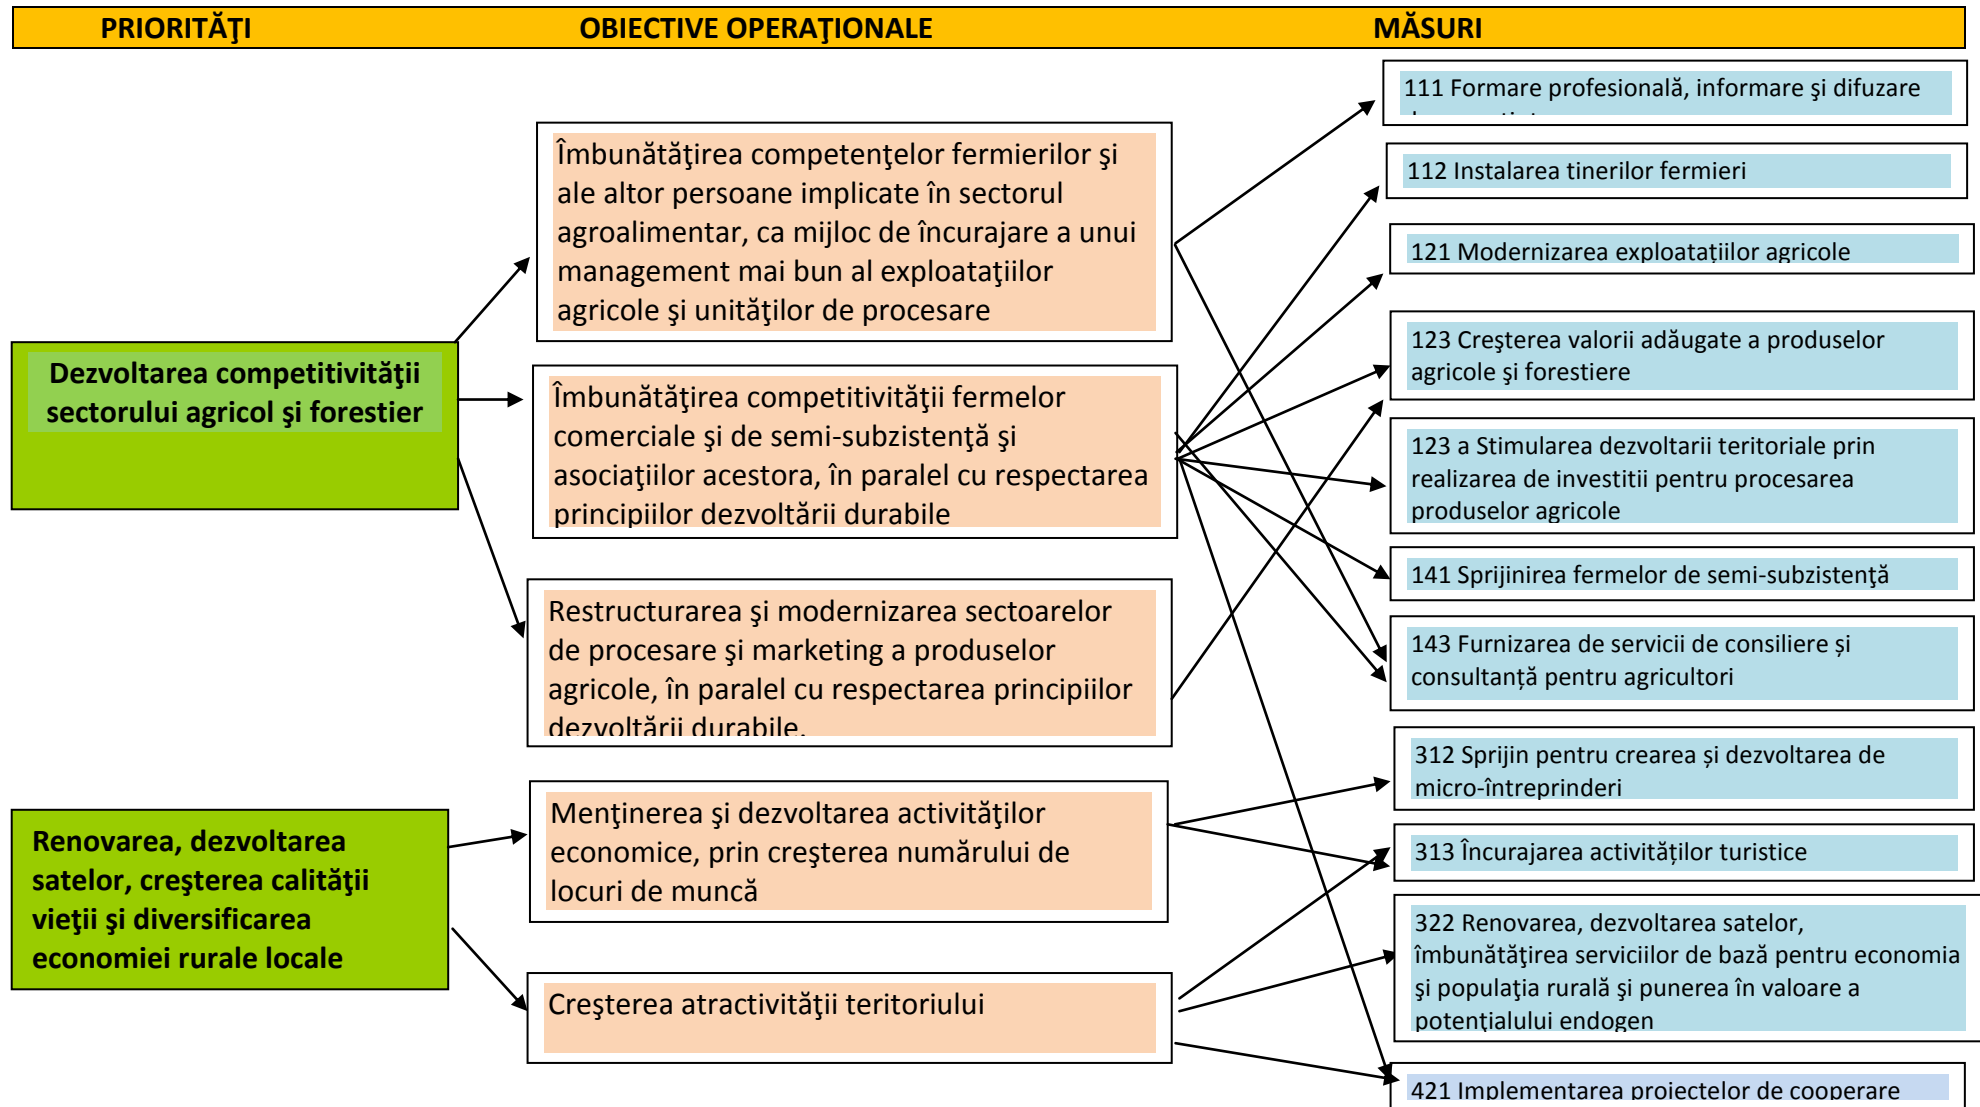 PRIORITĂŢI OBIECTIVE OPERAŢIONALE MĂSURI
Dezvoltarea competitivităţii
sectorului agricol şi forestier
Renovarea, dezvoltarea
satelor, creşterea calităţii
vieţii şi diversificarea
economiei rurale locale
Îmbunătăţirea competenţelor fermierilor şi
ale altor persoane implicate în sectorul
agroalimentar, ca mijloc de încurajare a unui
management mai bun al exploataţiilor
agricole şi unităţilor de procesare
Îmbunătăţirea competitivităţii fermelor
comerciale şi de semi-subzistenţă şi
asociaţiilor acestora, în paralel cu respectarea
principiilor dezvoltării durabile
Restructurarea şi modernizarea sectoarelor
de procesare şi marketing a produselor
agricole, în paralel cu respectarea principiilor
dezvoltării durabile.
Menţinerea şi dezvoltarea activităţilor
economice, prin creşterea numărului de
locuri de muncă
Creşterea atractivităţii teritoriului
111 Formare profesională, informare şi difuzare
112 Instalarea tinerilor fermieri
121 Modernizarea exploatațiilor agricole
123 Creşterea valorii adăugate a produselor
agricole şi forestiere
123 a Stimularea dezvoltarii teritoriale prin
realizarea de investitii pentru procesarea
produselor agricole
141 Sprijinirea fermelor de semi-subzistenţă
143 Furnizarea de servicii de consiliere și
consultanță pentru agricultori
312 Sprijin pentru crearea și dezvoltarea de
micro-întreprinderi
313 Încurajarea activităților turistice
322 Renovarea, dezvoltarea satelor,
îmbunătăţirea serviciilor de bază pentru economia
şi populaţia rurală şi punerea în valoare a
potenţialului endogen
421 Implementarea proiectelor de cooperare